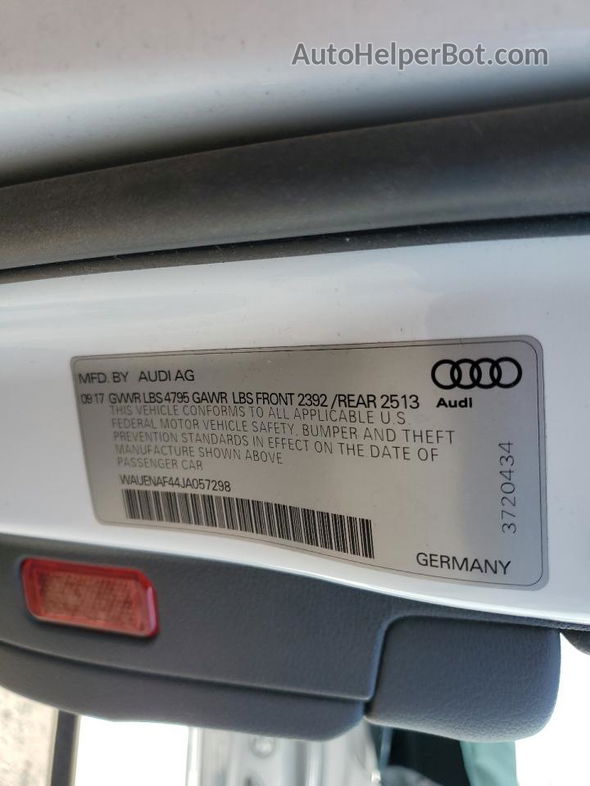 AutoHelperBot.com
MFD. BY AUDI AG
09.17 GVWR LBS 4795 GAWR LBS FRONT 2392 /REAR 2513
THIS VEHICLE CONFORMS TO ALL APPLICABLE U.S.
FEDERAL MOTOR VEHICLE SAFETY, BUMPER AND THEFT
PREVENTION STANDARDS IN EFFECT ON THE DATE OF
MANUFACTURE SHOWN ABOVE
PASSENGER CAR
WAUENAF44JA057298
Audi
3720434
GERMANY